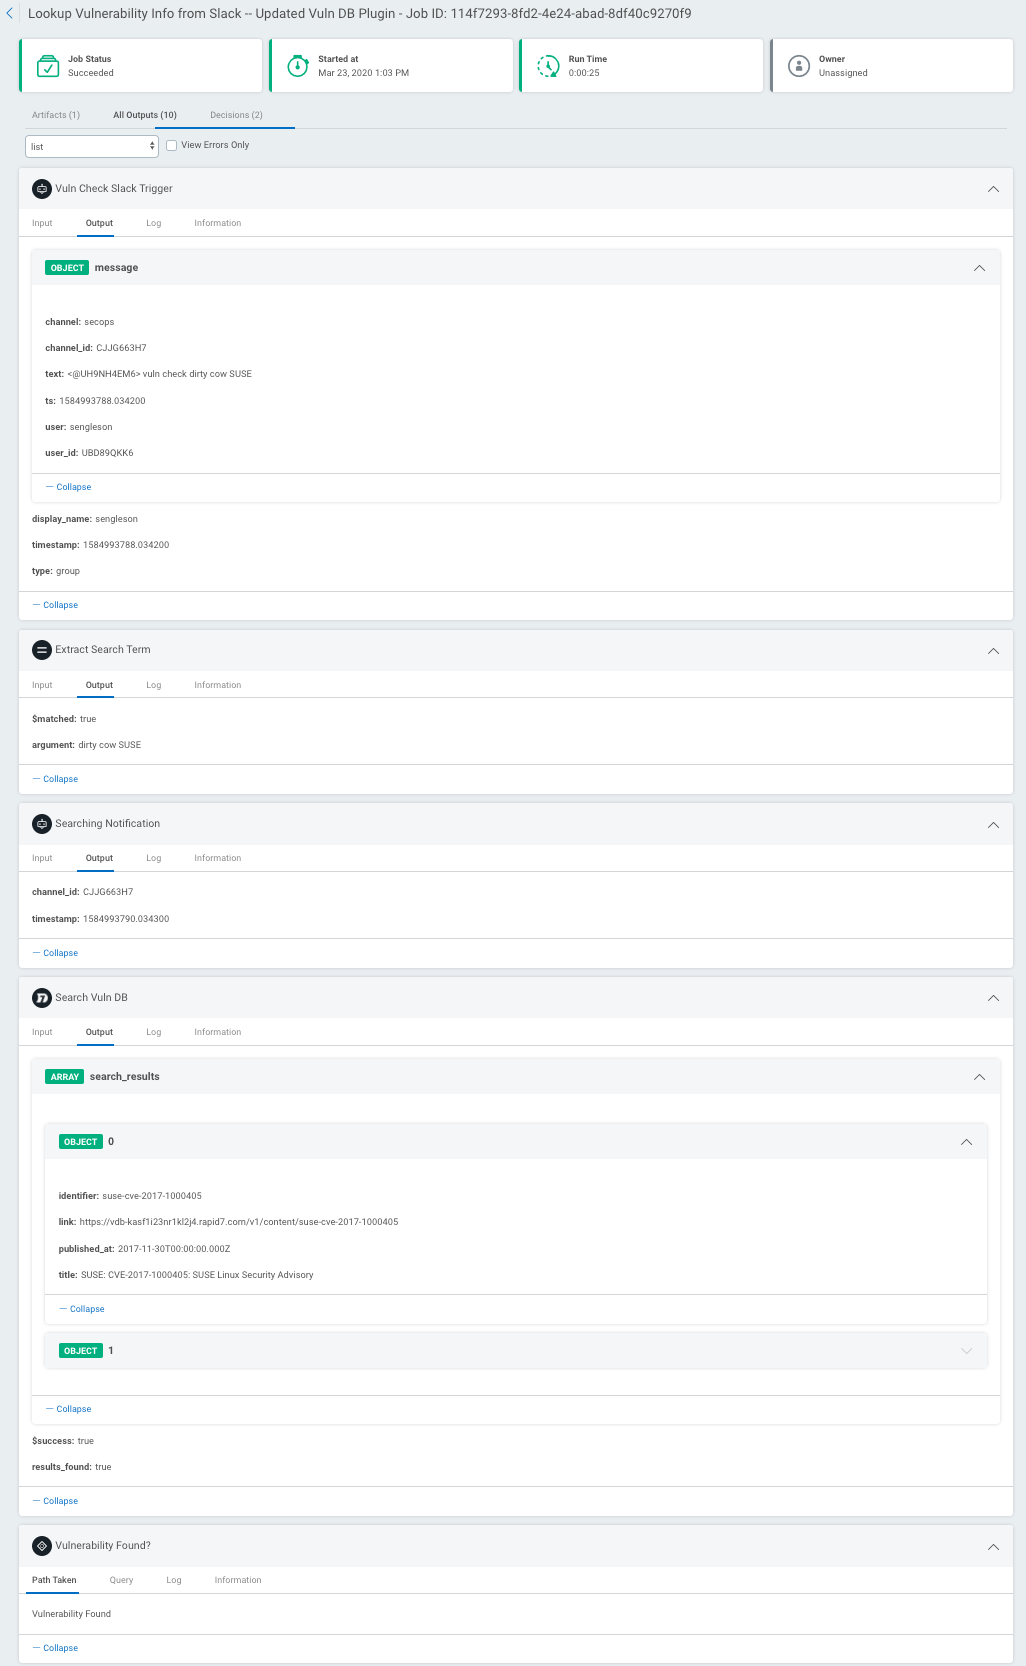 Lookup Vulnerability Info from Slack -- Updated Vuln DB Plugin - Job ID: 114f7293-8fd2-4e24-abad-8df40c9270f9
Job Status
Succeeded
Started at
Mar 23, 2020 1:03 PM
Run Time
0:00:25
Owner
Unassigned
Artifacts (1) All Outputs (10) Decisions (2)
list View Errors Only
Vuln Check Slack Trigger
Input Output Log Information
OBJECT message
channel: secops
channel_id: CJJG663H7
text: <@UH9NH4EM6> vuln check dirty cow SUSE
ts: 1584993788.034200
user: sengleson
user_id: UBD89QKK6
— Collapse
display_name: sengleson
timestamp: 1584993788.034200
type: group
— Collapse
Extract Search Term
Input Output Log Information
$matched: true
argument: dirty cow SUSE
— Collapse
Searching Notification
Input Output Log Information
channel_id: CJJG663H7
timestamp: 1584993790.034300
— Collapse
Search Vuln DB
Input Output Log Information
ARRAY search_results
OBJECT 0
identifier: suse-cve-2017-1000405
link: https://vdb-kasf1i23nr1kl2j4.rapid7.com/v1/content/suse-cve-2017-1000405
published_at: 2017-11-30T00:00:00.000Z
title: SUSE: CVE-2017-1000405: SUSE Linux Security Advisory
— Collapse
OBJECT 1
— Collapse
$success: true
results_found: true
— Collapse
Vulnerability Found?
Path Taken Query Log Information
Vulnerability Found
— Collapse